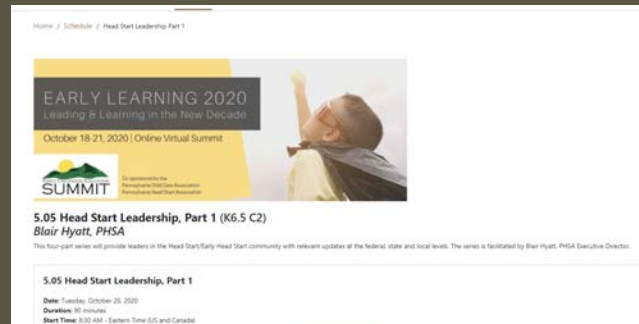 Home / Schedule / Head Start Leadership Part 1
EARLY LEARNING 2020
Leading & Learning in the New Decade
October 18-21, 2020 | Online Virtual Summit
SUMMIT
Co-sponsored by the
Pennsylvania Child Care Association
Pennsylvania Head Start Association
5.05 Head Start Leadership, Part 1 (K6.5 C2)
Blair Hyatt, PHSA
This four-part series will provide leaders in the Head Start/Early Head Start community with relevant updates at the federal, state and local levels. The series is facilitated by Blair Hyatt, PHSA Executive Director.
5.05 Head Start Leadership, Part 1
Date: Tuesday, October 20, 2020
Duration: 90 minutes
Start Time: 8:30 AM - Eastern Time (US and Canada)